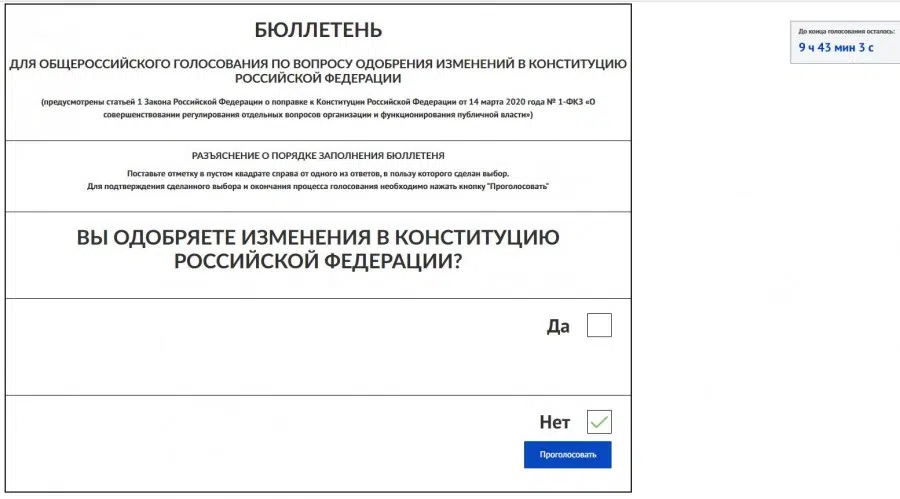 БЮЛЛЕТЕНЬ
ДЛЯ ОБЩЕРОССИЙСКОГО ГОЛОСОВАНИЯ ПО ВОПРОСУ ОДОБРЕНИЯ ИЗМЕНЕНИЙ В КОНСТИТУЦИЮ
РОССИЙСКОЙ ФЕДЕРАЦИИ
(предусмотрены статьей 1 Закона Российской Федерации о поправке к Конституции Российской Федерации от 14 марта 2020 года № 1-ФКЗ «О
совершенствовании регулирования отдельных вопросов организации и функционирования публичной власти»)
РАЗЪЯСНЕНИЕ О ПОРЯДКЕ ЗАПОЛНЕНИЯ БЮЛЛЕТЕНЯ
Поставьте отметку в пустом квадрате справа от одного из ответов, в пользу которого сделан выбор.
Для подтверждения сделанного выбора и окончания процесса голосования необходимо нажать кнопку "Проголосовать"
ВЫ ОДОБРЯЕТЕ ИЗМЕНЕНИЯ В КОНСТИТУЦИЮ
РОССИЙСКОЙ ФЕДЕРАЦИИ?
Да
Нет
Проголосовать
До конца голосования осталось:
9 ч 43 мин 3 с